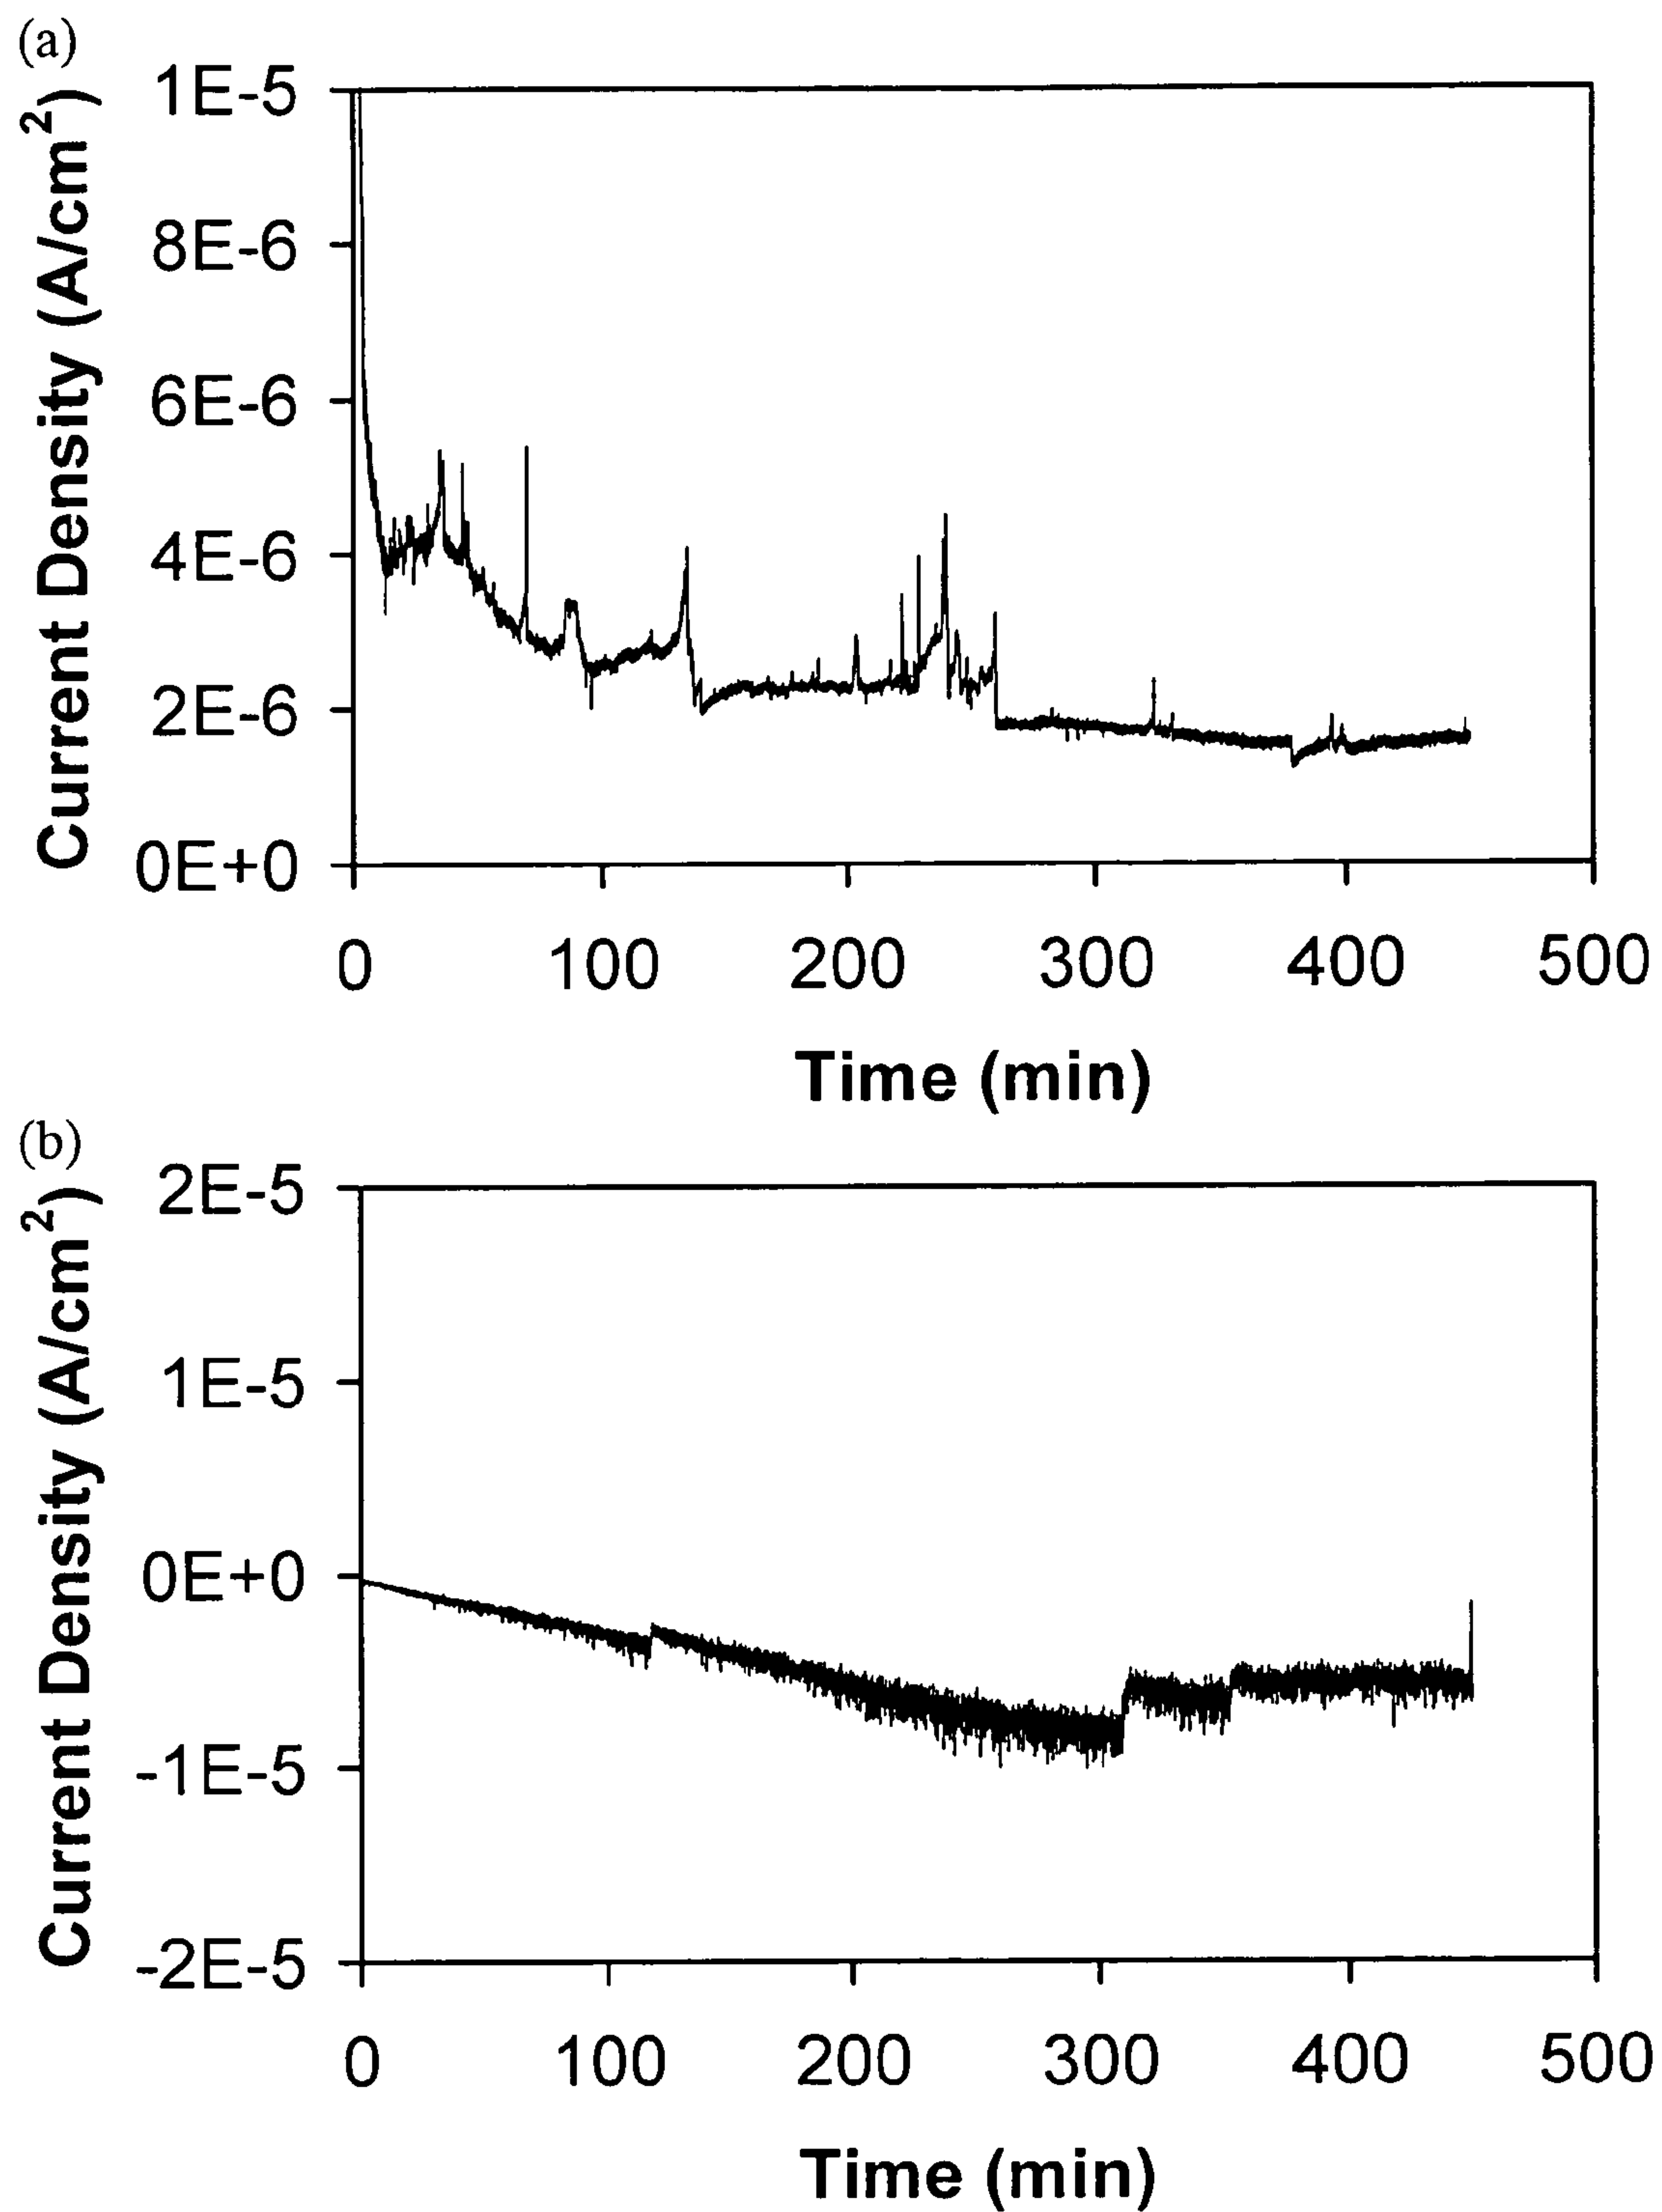 (a)
Current Density (A/cm²)
1E-5
8E-6
6E-6
4E-6
2E-6
0E+0
0 100 200 300 400 500
Time (min)
(b)
Current Density (A/cm²)
2E-5
1E-5
0E+0
-1E-5
-2E-5
0 100 200 300 400 500
Time (min)